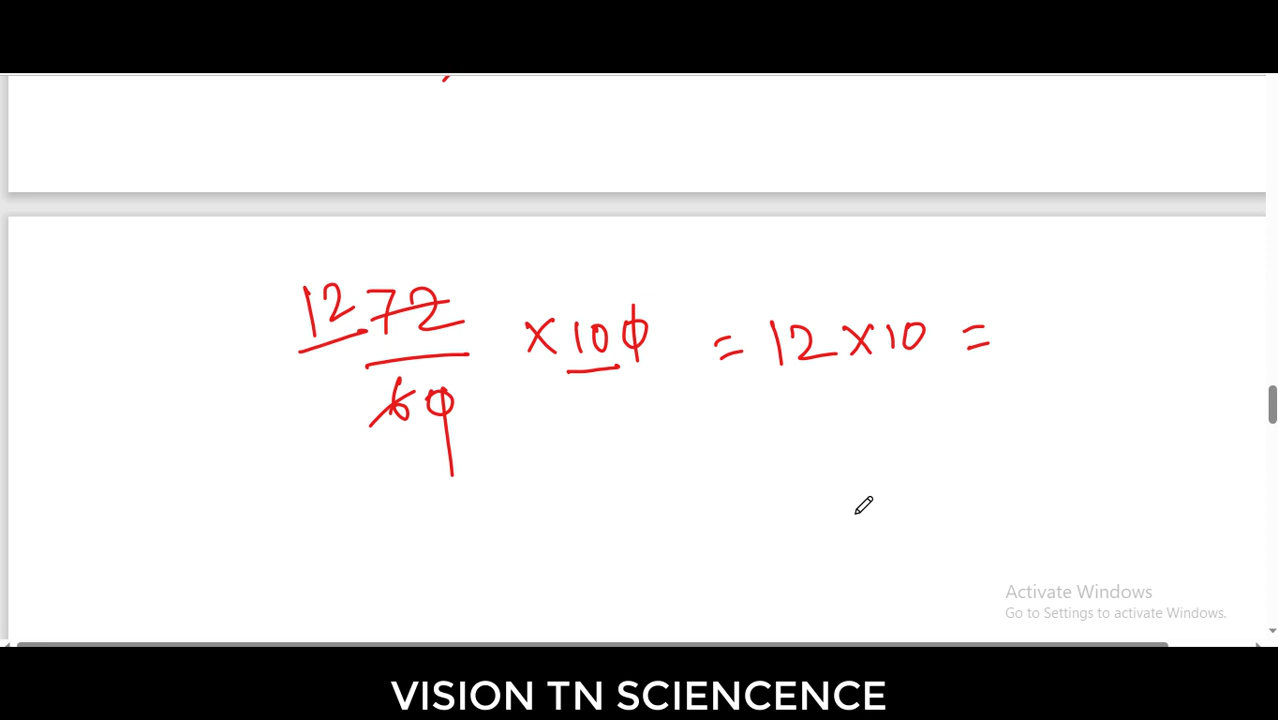 12 72
60 × 100 = 12 × 10 =
Activate Windows
Go to Settings to activate Windows.
VISION TN SCIENCENCE